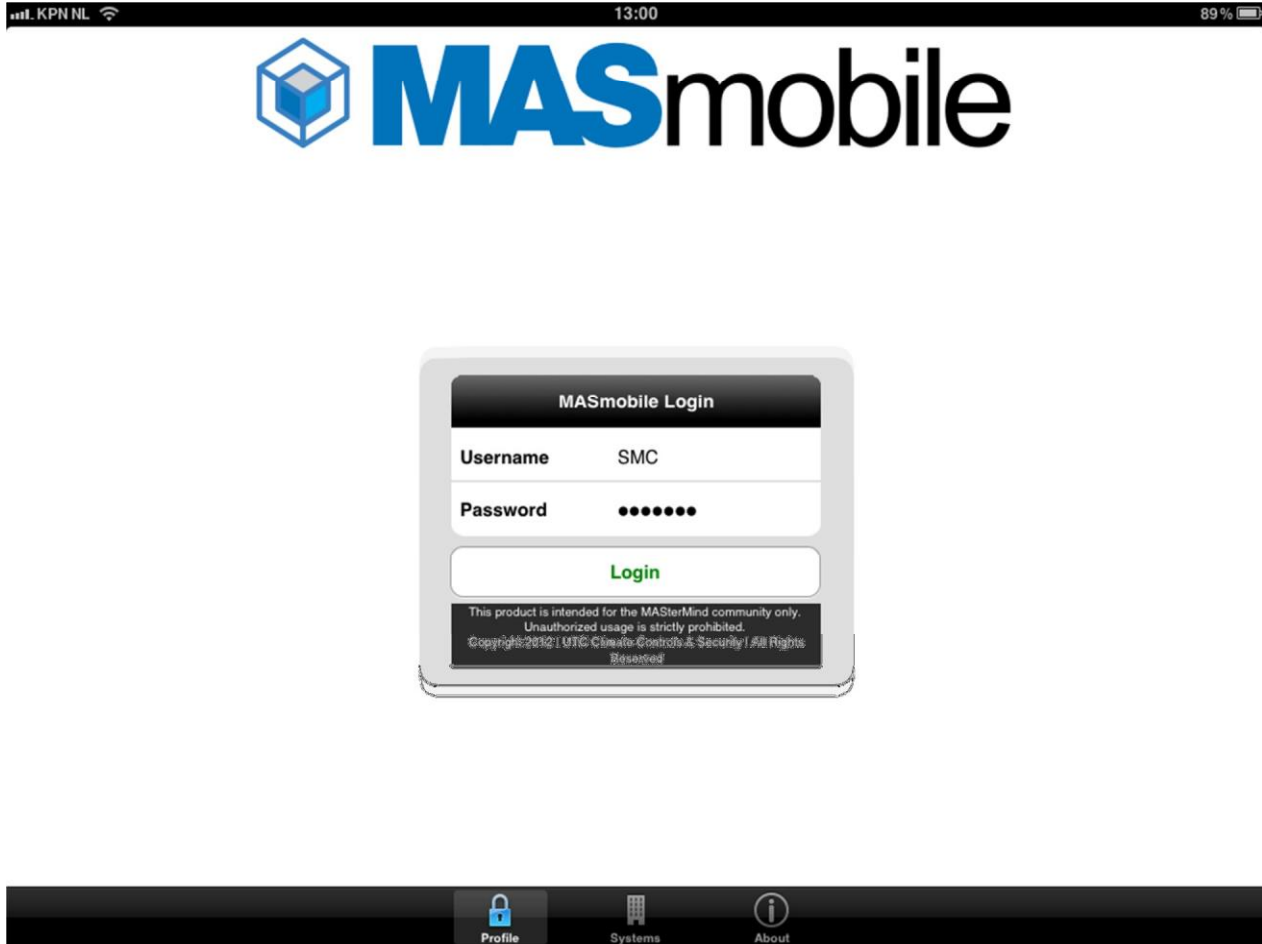 KPN NL 13:00 89%
MASmobile
MASmobile Login
Username SMC
Password •••••••
Login
This product is intended for the MASterMind community only.
Unauthorized usage is strictly prohibited.
Copyright 2012 | UTC Climate Controls & Security | All Rights
Reserved
Profile Systems About